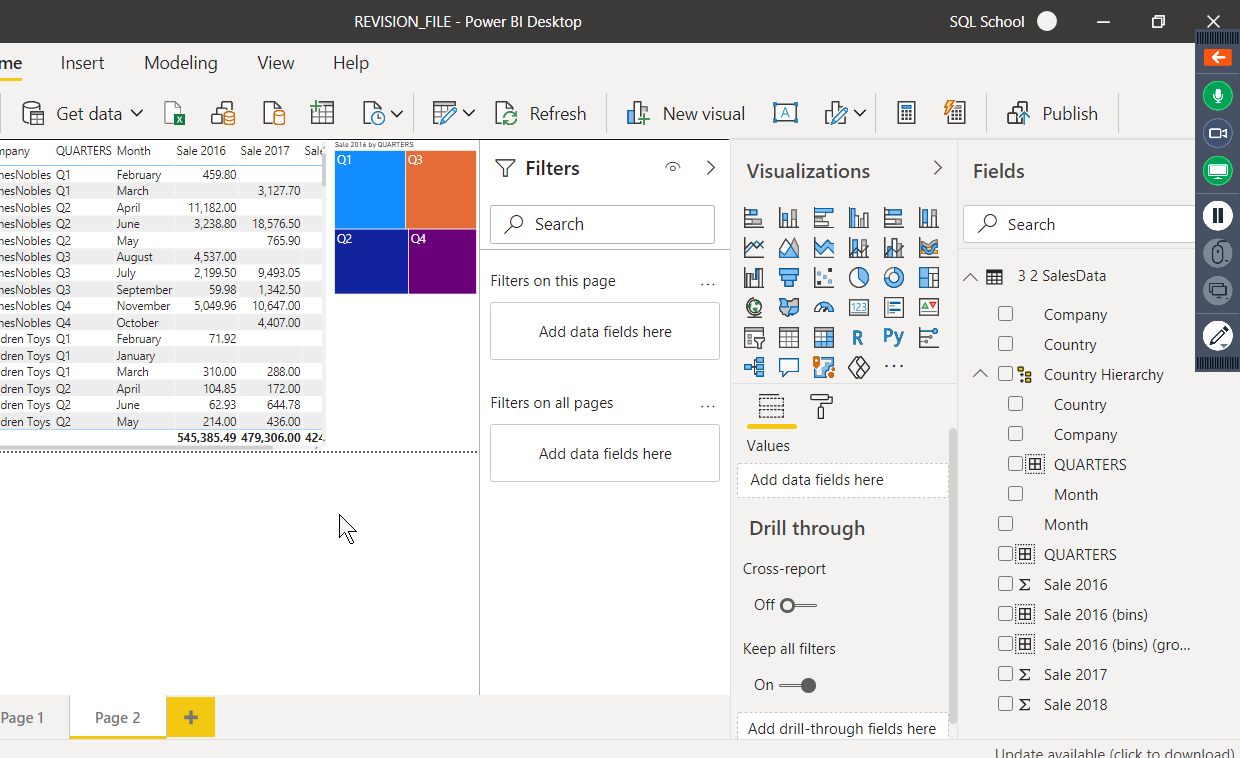 REVISION_FILE - Power BI Desktop
SQL School
me Insert Modeling View Help
Get data
Refresh
New visual
Publish
mpany QUARTERS Month Sale 2016 Sale 2017 Sale
nesNobles Q1 February 459.80
nesNobles Q1 March 3,127.70
nesNobles Q2 April 11,182.00
nesNobles Q2 June 3,238.80 18,576.50
nesNobles Q2 May 765.90
nesNobles Q3 August 4,537.00
nesNobles Q3 July 2,199.50 9,493.05
nesNobles Q3 September 59.98 1,342.50
nesNobles Q4 November 5,049.96 10,647.00
nesNobles Q4 October 4,407.00
dren Toys Q1 February 71.92
dren Toys Q1 January
dren Toys Q1 March 310.00 288.00
dren Toys Q2 April 104.85 172.00
dren Toys Q2 June 62.93 644.78
dren Toys Q2 May 214.00 436.00
545,385.49 479,306.00 424,
Sale 2016 by QUARTERS
Q1
Q3
Q2
Q4
Filters
Search
Filters on this page ...
Add data fields here
Filters on all pages ...
Add data fields here
Visualizations
123
R
Py
...
Values
Add data fields here
Drill through
Cross-report
Off
Keep all filters
On
Add drill-through fields here
Fields
Search
3 2 SalesData
Company
Country
Country Hierarchy
Country
Company
QUARTERS
Month
Month
QUARTERS
Σ Sale 2016
Sale 2016 (bins)
Sale 2016 (bins) (gro...
Σ Sale 2017
Σ Sale 2018
Page 1
Page 2
+
Update available (click to download)